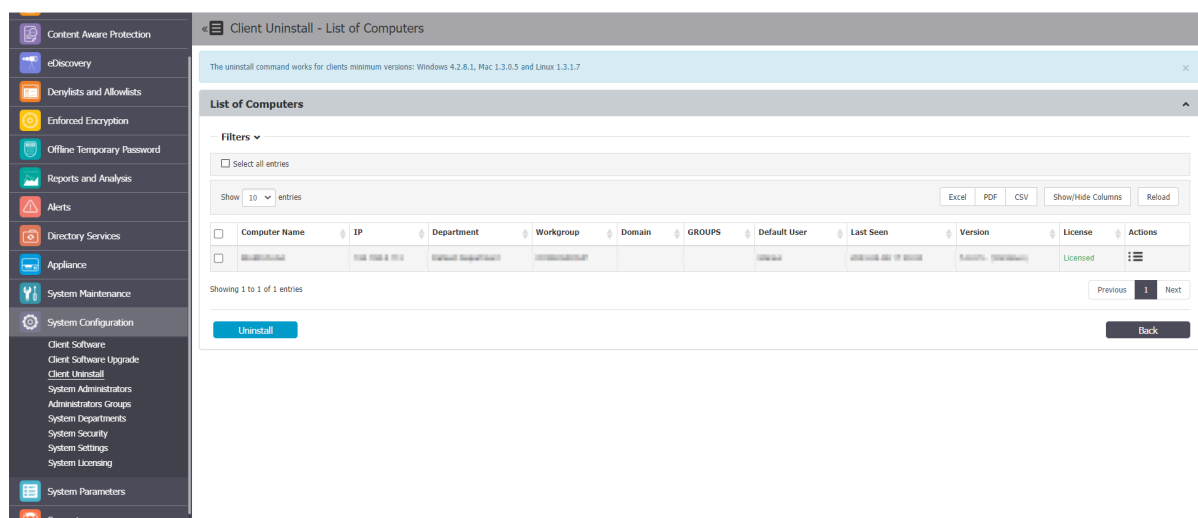 Content Aware Protection
eDiscovery
Denylists and Allowlists
Enforced Encryption
Offline Temporary Password
Reports and Analysis
Alerts
Directory Services
Appliance
System Maintenance
System Configuration
Client Software
Client Software Upgrade
Client Uninstall
System Administrators
Administrators Groups
System Departments
System Security
System Settings
System Licensing
System Parameters
Client Uninstall - List of Computers
The uninstall command works for clients minimum versions: Windows 4.2.8.1, Mac 1.3.0.5 and Linux 1.3.1.7
List of Computers
Filters
Select all entries
Show 10 entries
Excel PDF CSV Show/Hide Columns Reload
Computer Name IP Department Workgroup Domain GROUPS Default User Last Seen Version License Actions
Licensed
Showing 1 to 1 of 1 entries
Previous 1 Next
Uninstall
Back